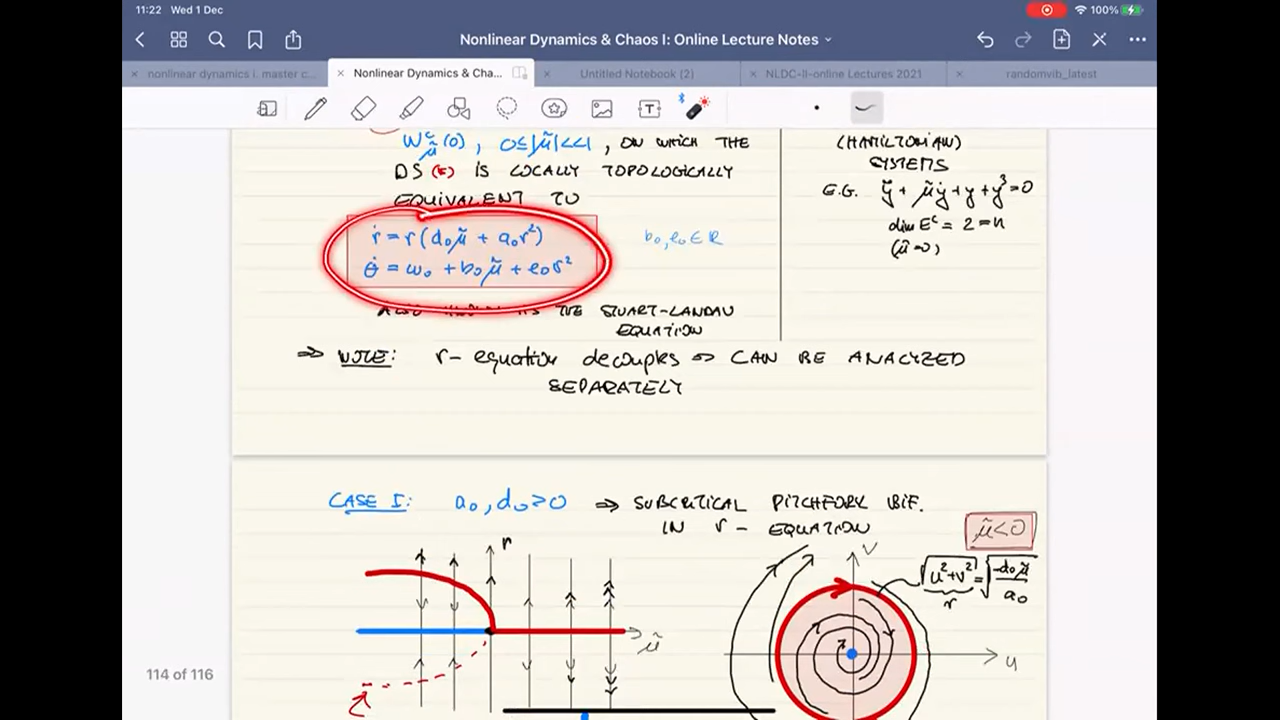 11:22 Wed 1 Dec
100%
Nonlinear Dynamics & Chaos I: Online Lecture Notes
nonlinear dynamics i. master c...
Nonlinear Dynamics & Cha...
Untitled Notebook (2)
NLDC-II-online Lectures 2021
randomvib_latest
W^c_μ̃(0), 0≤|μ̃|<<1, ON WHICH THE
DS IS LOCALLY TOPOLOGICALLY
EQUIVALENT TO
ṙ = r(d₀μ̃ + a₀r²)
θ̇ = ω₀ + b₀μ̃ + e₀r²
b₀, e₀ ∈ ℝ
ALSO THE STUART-LANDAU
EQUATION
(HAMILTONIAN)
SYSTEMS
E.G. ÿ + μ̃ẏ + y + y³ = 0
dim E^c = 2 = n
(μ̃=0)
⇒ NOTE: r- equation decouples ⇒ CAN BE ANALYZED
SEPARATELY
CASE I: a₀, d₀>0 ⇒ SUBCRITICAL PITCHFORK BIF.
IN r - EQUATION
μ̃<0
r
μ̃
v
√(u²+v²) = √(-d₀μ̃/a₀)
r
u
114 of 116